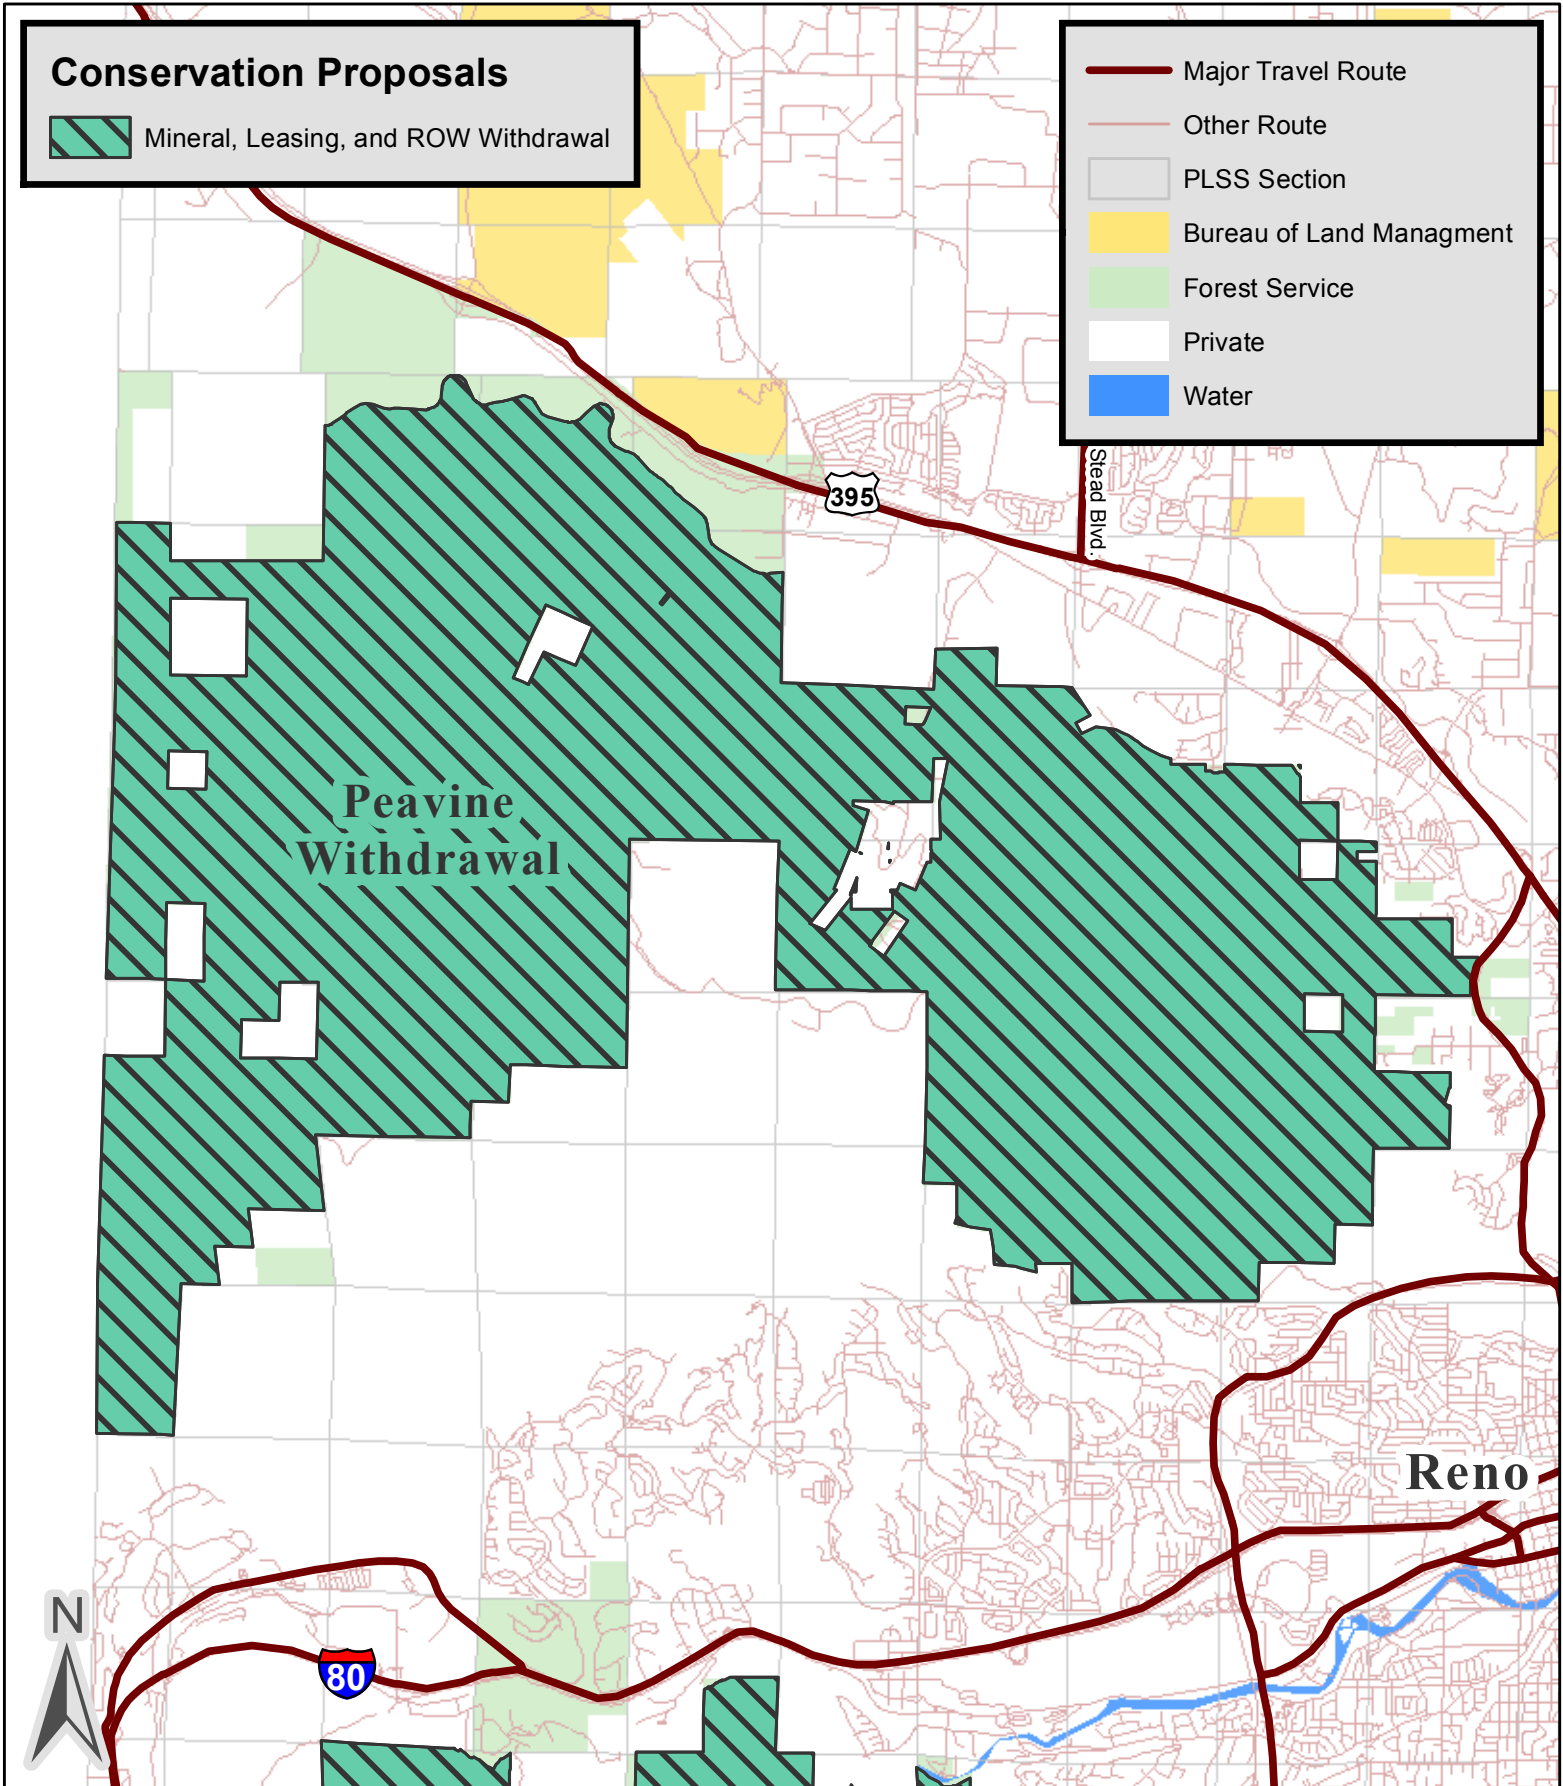 Conservation Proposals
Mineral, Leasing, and ROW Withdrawal
Major Travel Route
Other Route
PLSS Section
Bureau of Land Managment
Forest Service
Private
Water
Stead Blvd.
395
Peavine
Withdrawal
Reno
N
80